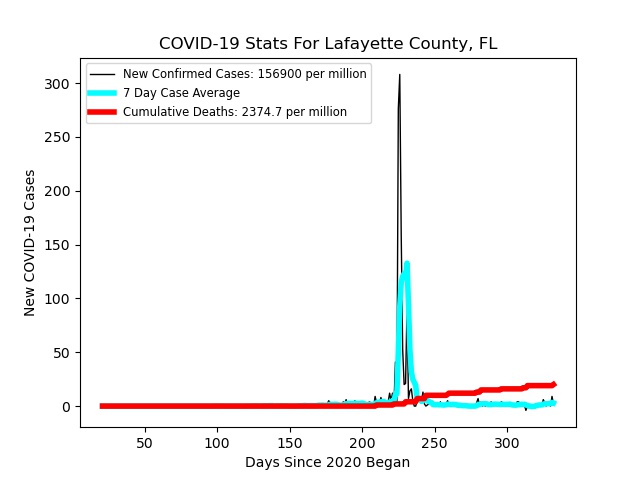 COVID-19 Stats For Lafayette County, FL
New Confirmed Cases: 156900 per million
7 Day Case Average
Cumulative Deaths: 2374.7 per million
New COVID-19 Cases
300
250
200
150
100
50
0
50 100 150 200 250 300
Days Since 2020 Began